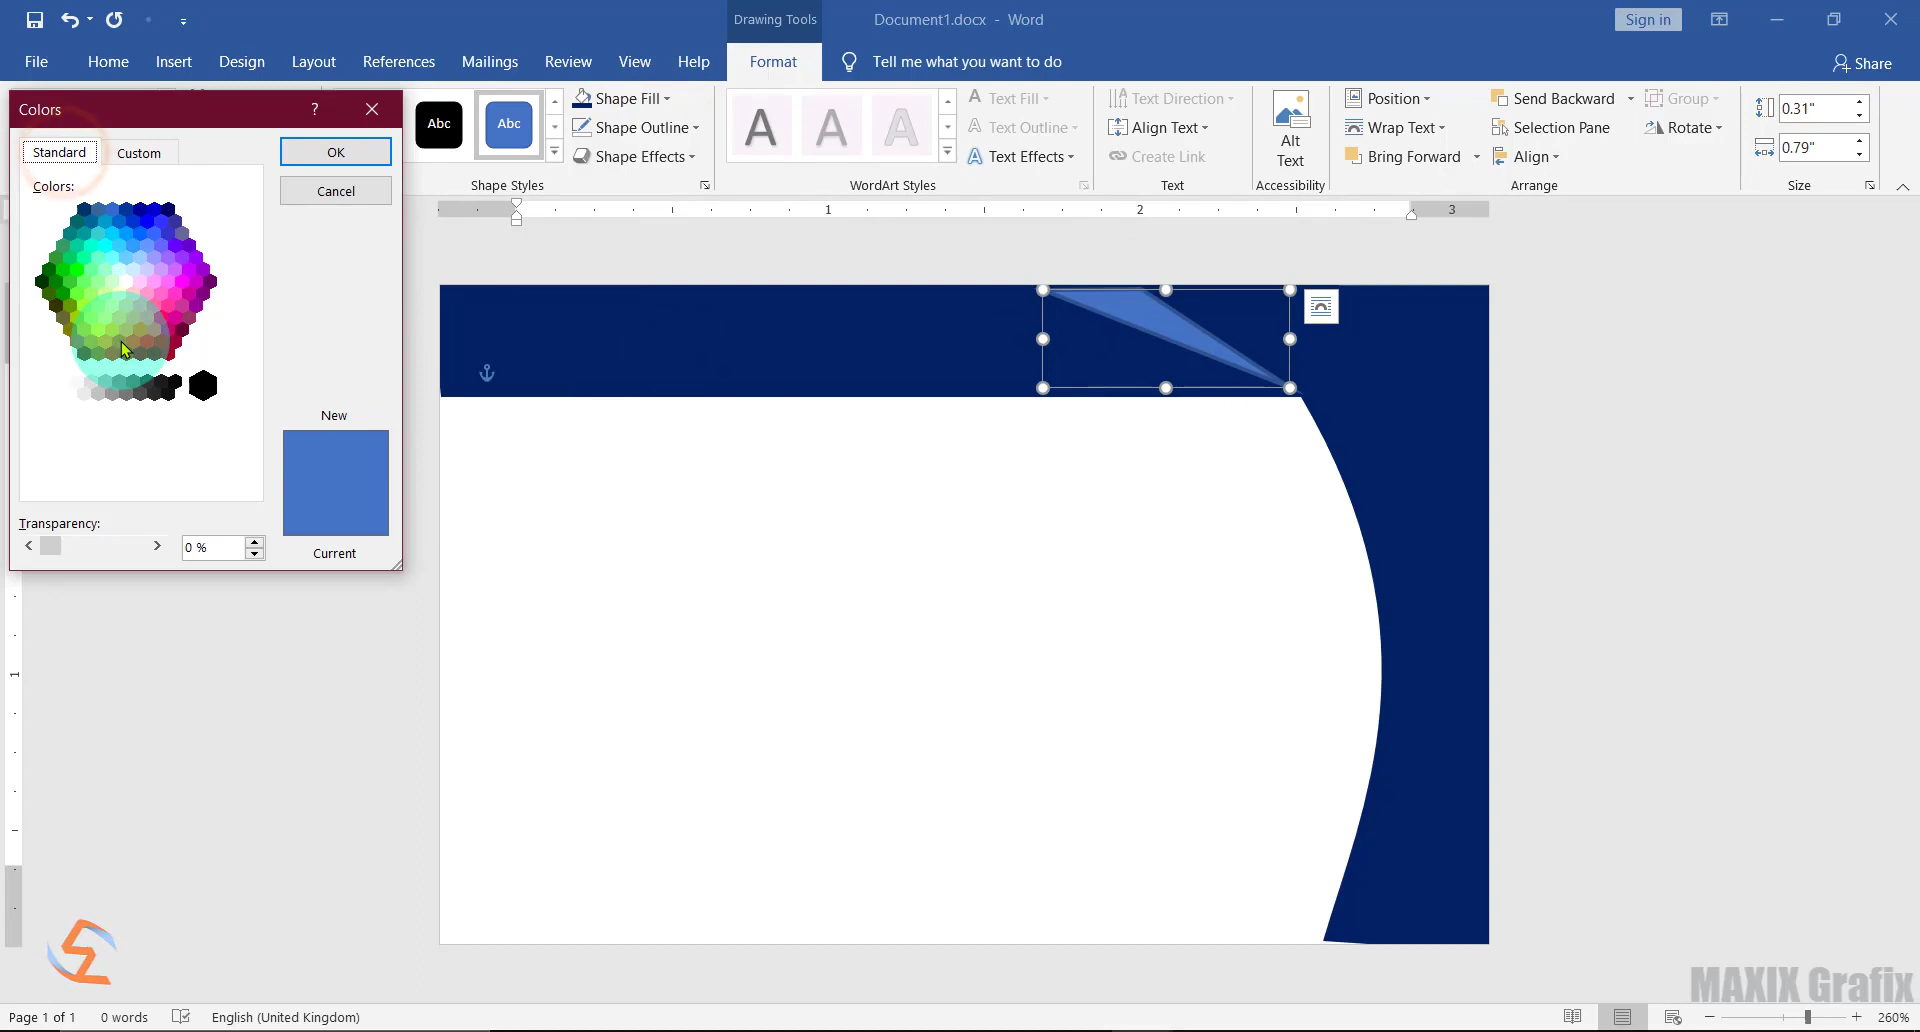 Drawing Tools
Document1.docx - Word
Sign in
File Home Insert Design Layout References Mailings Review View Help Format Tell me what you want to do Share
Colors ?
Standard Custom OK
Colors: Cancel
New
Transparency:
0 %
Current
Abc Abc
Shape Fill
Shape Outline
Shape Effects
Shape Styles
A A A
Text Fill
Text Outline
Text Effects
WordArt Styles
Text Direction
Align Text
Create Link
Text
Alt
Text
Accessibility
Position
Wrap Text
Bring Forward
Send Backward
Selection Pane
Align
Group
Rotate
Arrange
0.31"
0.79"
Size
1 2 3
1
MAXIX Grafix
Page 1 of 1 0 words English (United Kingdom) 260%